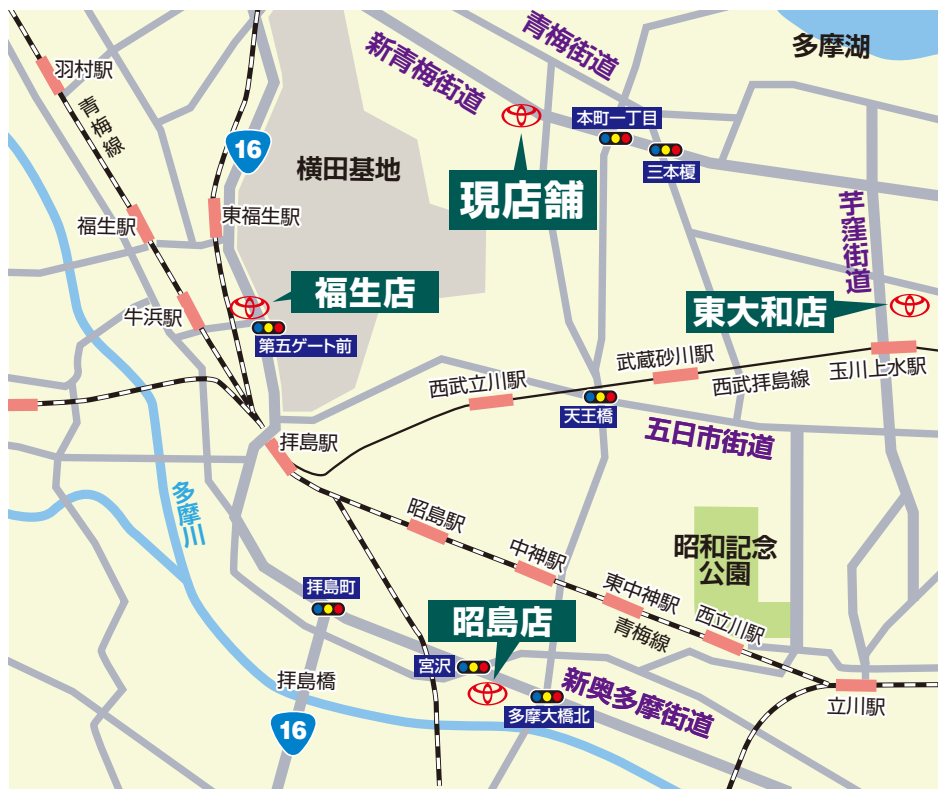 青梅街道
多摩湖
新青梅街道
羽村駅
青梅線
本町一丁目
16
横田基地
三本榎
現店舗
芋窪街道
東福生駅
福生駅
福生店
東大和店
牛浜駅
第五ゲート前
武蔵砂川駅
玉川上水駅
西武立川駅
西武拝島線
天王橋
五日市街道
拝島駅
多摩川
昭島駅
昭和記念
公園
中神駅
東中神駅
拝島町
西立川駅
昭島店
青梅線
宮沢
拝島橋
新奥多摩街道
立川駅
多摩大橋北
16